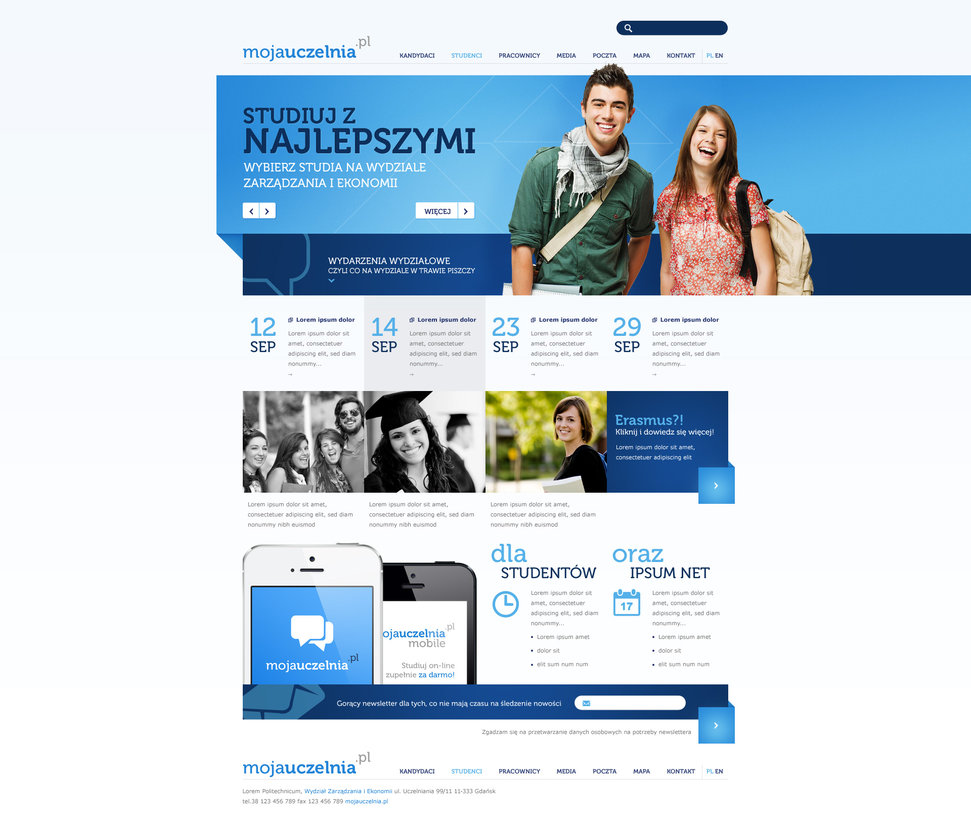 mojauczelnia.pl
KANDYDACI STUDENCI PRACOWNICY MEDIA POCZTA MAPA KONTAKT PL EN
STUDIUJ Z
NAJLEPSZYMI
WYBIERZ STUDIA NA WYDZIALE
ZARZĄDZANIA I EKONOMII
WIĘCEJ
WYDARZENIA WYDZIAŁOWE
CZYLI CO NA WYDZIALE W TRAWIE PISZCZY
12
SEP
Lorem ipsum dolor
Lorem ipsum dolor sit
amet, consectetuer
adipiscing elit, sed diam
nonummy...
→
14
SEP
Lorem ipsum dolor
Lorem ipsum dolor sit
amet, consectetuer
adipiscing elit, sed diam
nonummy...
→
23
SEP
Lorem ipsum dolor
Lorem ipsum dolor sit
amet, consectetuer
adipiscing elit, sed diam
nonummy...
→
29
SEP
Lorem ipsum dolor
Lorem ipsum dolor sit
amet, consectetuer
adipiscing elit, sed diam
nonummy...
→
Erasmus?!
Kliknij i dowiedz się więcej!
Lorem ipsum dolor sit amet,
consectetuer adipiscing elit
Lorem ipsum dolor sit amet,
consectetuer adipiscing elit, sed diam
nonummy nibh euismod
Lorem ipsum dolor sit amet,
consectetuer adipiscing elit, sed diam
nonummy nibh euismod
Lorem ipsum dolor sit amet,
consectetuer adipiscing elit, sed diam
nonummy nibh euismod
mojauczelnia.pl
ojauczelnia.pl
mobile
Studiuj on-line
zupełnie za darmo!
dla
STUDENTÓW
Lorem ipsum dolor sit
amet, consectetuer
adipiscing elit, sed diam
nonummy...
• Lorem ipsum amet
• dolor sit
• elit sum num num
oraz
IPSUM NET
17
Lorem ipsum dolor sit
amet, consectetuer
adipiscing elit, sed diam
nonummy...
• Lorem ipsum amet
• dolor sit
• elit sum num num
Gorący newsletter dla tych, co nie mają czasu na śledzenie nowości
Zgadzam się na przetwarzanie danych osobowych na potrzeby newslettera
mojauczelnia.pl
KANDYDACI STUDENCI PRACOWNICY MEDIA POCZTA MAPA KONTAKT PL EN
Lorem Politechnicum, Wydział Zarządzania i Ekonomii ul. Uczelniania 99/11 11-333 Gdańsk
tel.38 123 456 789 fax 123 456 789 mojauczelnia.pl